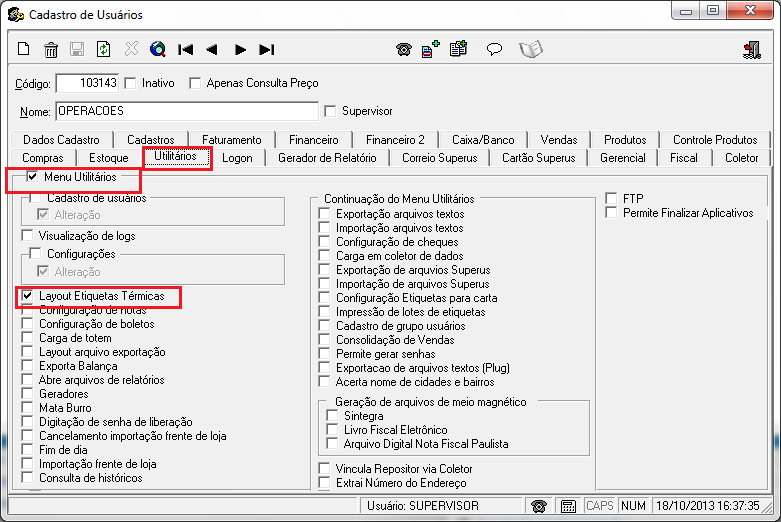 Cadastro de Usuários
Código: 103143 Inativo Apenas Consulta Preço
Nome: OPERACOES Supervisor
Dados Cadastro Cadastros Faturamento Financeiro Financeiro 2 Caixa/Banco Vendas Produtos Controle Produtos
Compras Estoque Utilitários Logon Gerador de Relatório Correio Superus Cartão Superus Gerencial Fiscal Coletor
Menu Utilitários
Cadastro de usuários
Alteração
Visualização de logs
Configurações
Alteração
Layout Etiquetas Térmicas
Configuração de notas
Configuração de boletos
Carga de totem
Layout arquivo exportação
Exporta Balança
Abre arquivos de relatórios
Geradores
Mata Burro
Digitação de senha de liberação
Cancelamento importação frente de loja
Fim de dia
Importação frente de loja
Consulta de históricos
Continuação do Menu Utilitários
Exportação arquivos textos
Importação arquivos textos
Configuração de cheques
Carga em coletor de dados
Exportação de arquvios Superus
Importação de arquivos Superus
Configuração Etiquetas para carta
Impressão de lotes de etiquetas
Cadastro de grupo usuários
Consolidação de Vendas
Permite gerar senhas
Exportacao de arquivos textos (Plug)
Acerta nome de cidades e bairros
Geração de arquivos de meio magnético
Sintegra
Livro Fiscal Eletrônico
Arquivo Digital Nota Fiscal Paulista
Vincula Repositor via Coletor
Extrai Número do Endereço
FTP
Permite Finalizar Aplicativos
Usuário: SUPERVISOR CAPS NUM 18/10/2013 16:37:35